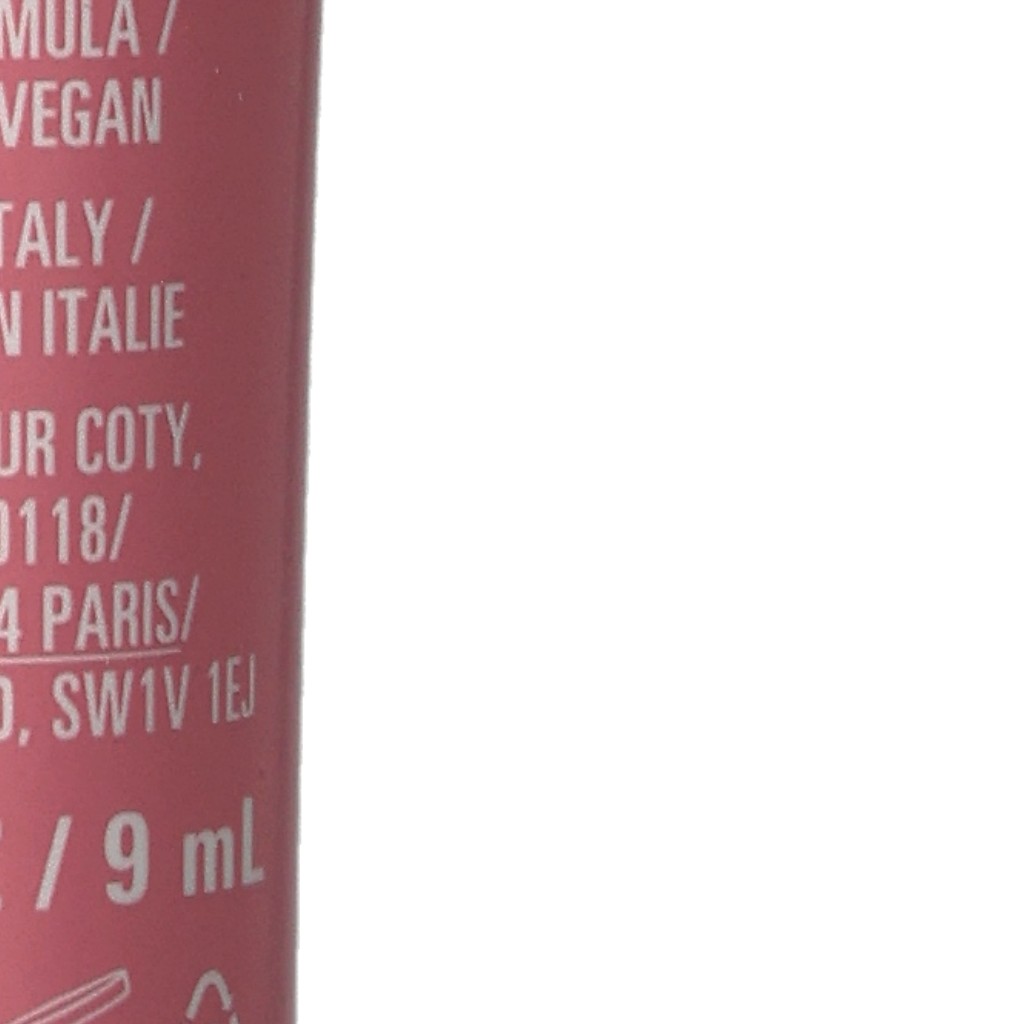 MULA /
VEGAN
TALY /
N ITALIE
UR COTY,
0118/
4 PARIS/
D, SW1V 1EJ
/ 9 mL